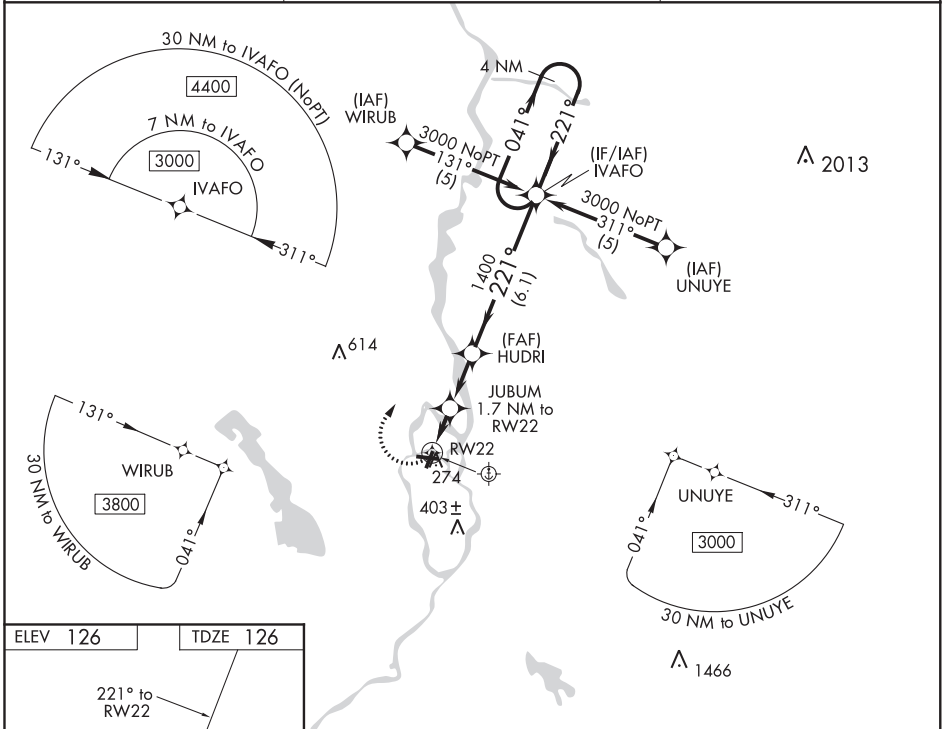 30 NM to IVAFO (NoPT)
4400
7 NM to IVAFO
3000
131°
IVAFO
311°
4 NM
041°
221°
(IAF)
WIRUB
3000 NoPT
131°
(5)
(IF/IAF)
IVAFO
3000 NoPT
311°
(5)
(IAF)
UNUYE
2013
1400
221°
(6.1)
614
(FAF)
HUDRI
JUBUM
1.7 NM to
RW22
RW22
274
403±
131°
WIRUB
3800
041°
30 NM to WIRUB
UNUYE
311°
041°
3000
30 NM to UNUYE
1466
ELEV 126
TDZE 126
221° to
RW22